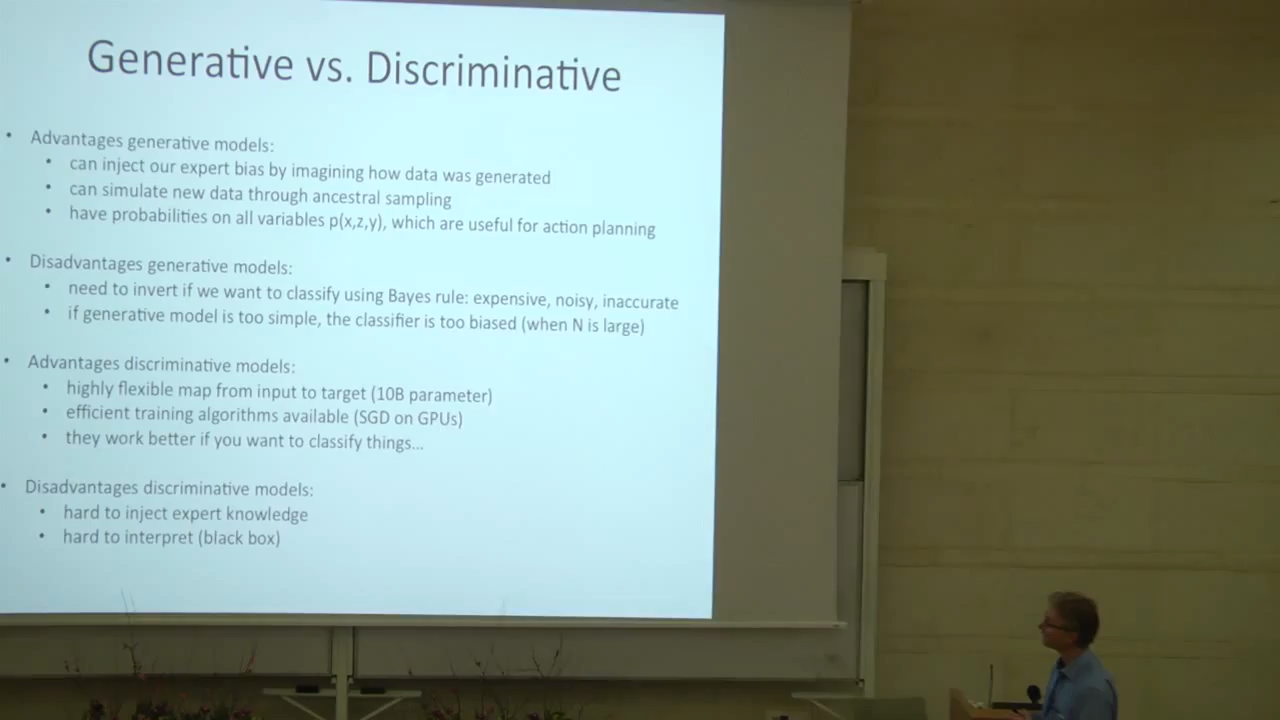 Generative vs. Discriminative
• Advantages generative models:
• can inject our expert bias by imagining how data was generated
• can simulate new data through ancestral sampling
• have probabilities on all variables p(x,z,y), which are useful for action planning
• Disadvantages generative models:
• need to invert if we want to classify using Bayes rule: expensive, noisy, inaccurate
• if generative model is too simple, the classifier is too biased (when N is large)
• Advantages discriminative models:
• highly flexible map from input to target (10B parameter)
• efficient training algorithms available (SGD on GPUs)
• they work better if you want to classify things…
• Disadvantages discriminative models:
• hard to inject expert knowledge
• hard to interpret (black box)